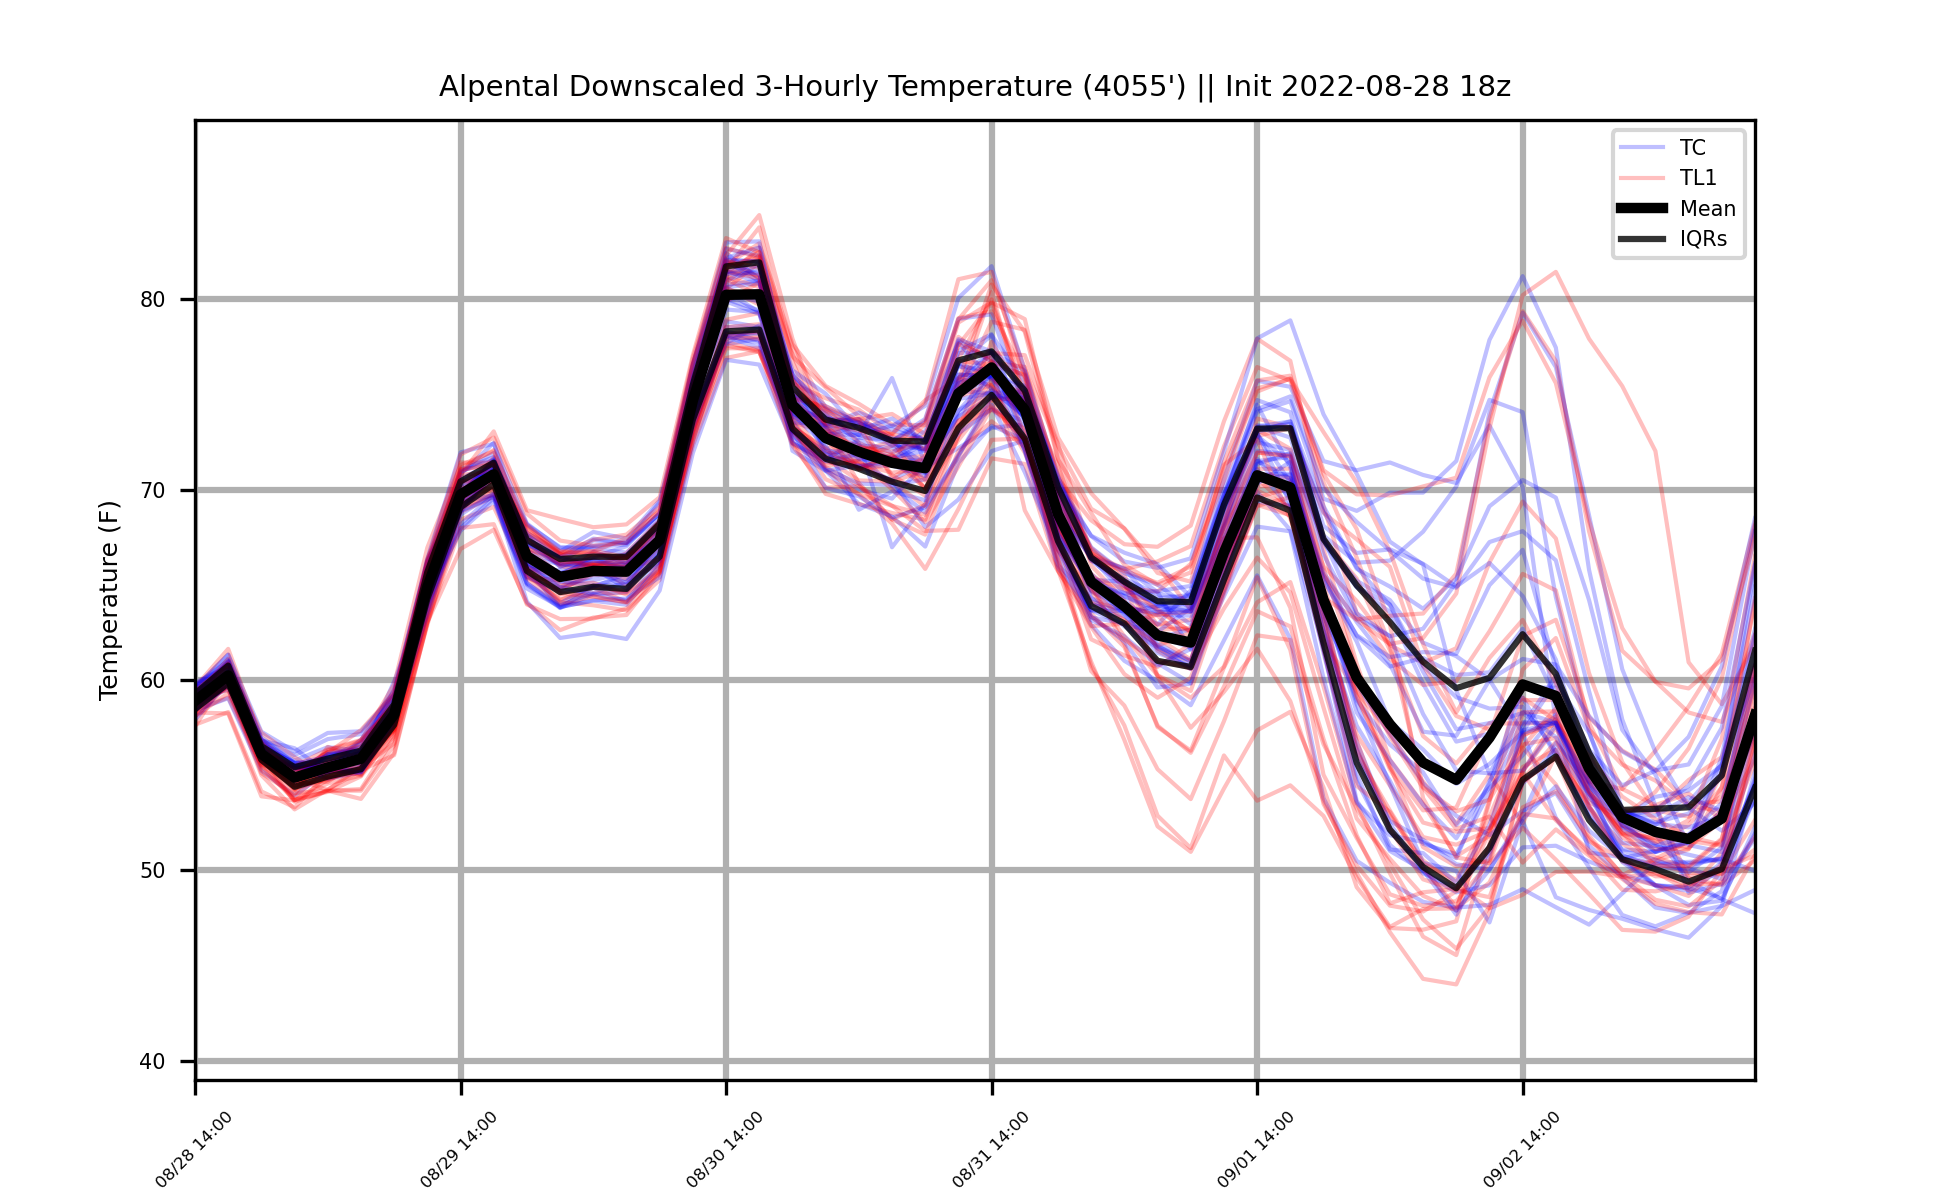 Alpental Downscaled 3-Hourly Temperature (4055') || Init 2022-08-28 18z
TC
TL1
Mean
IQRs
Temperature (F)
80
70
60
50
40
08/28 14:00
08/29 14:00
08/30 14:00
08/31 14:00
09/01 14:00
09/02 14:00